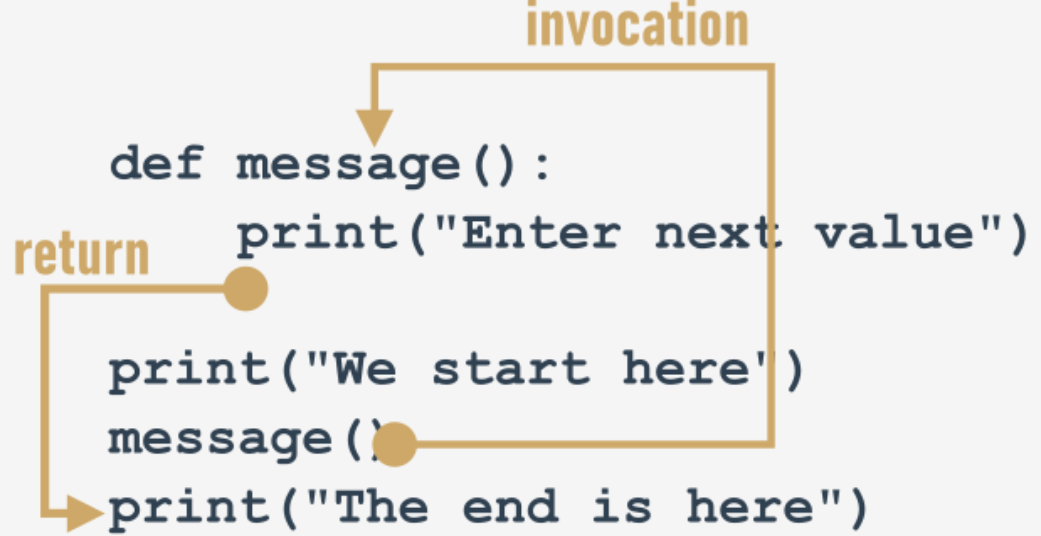 invocation
def message():
    print("Enter next value")
return
print("We start here")
message()
print("The end is here")